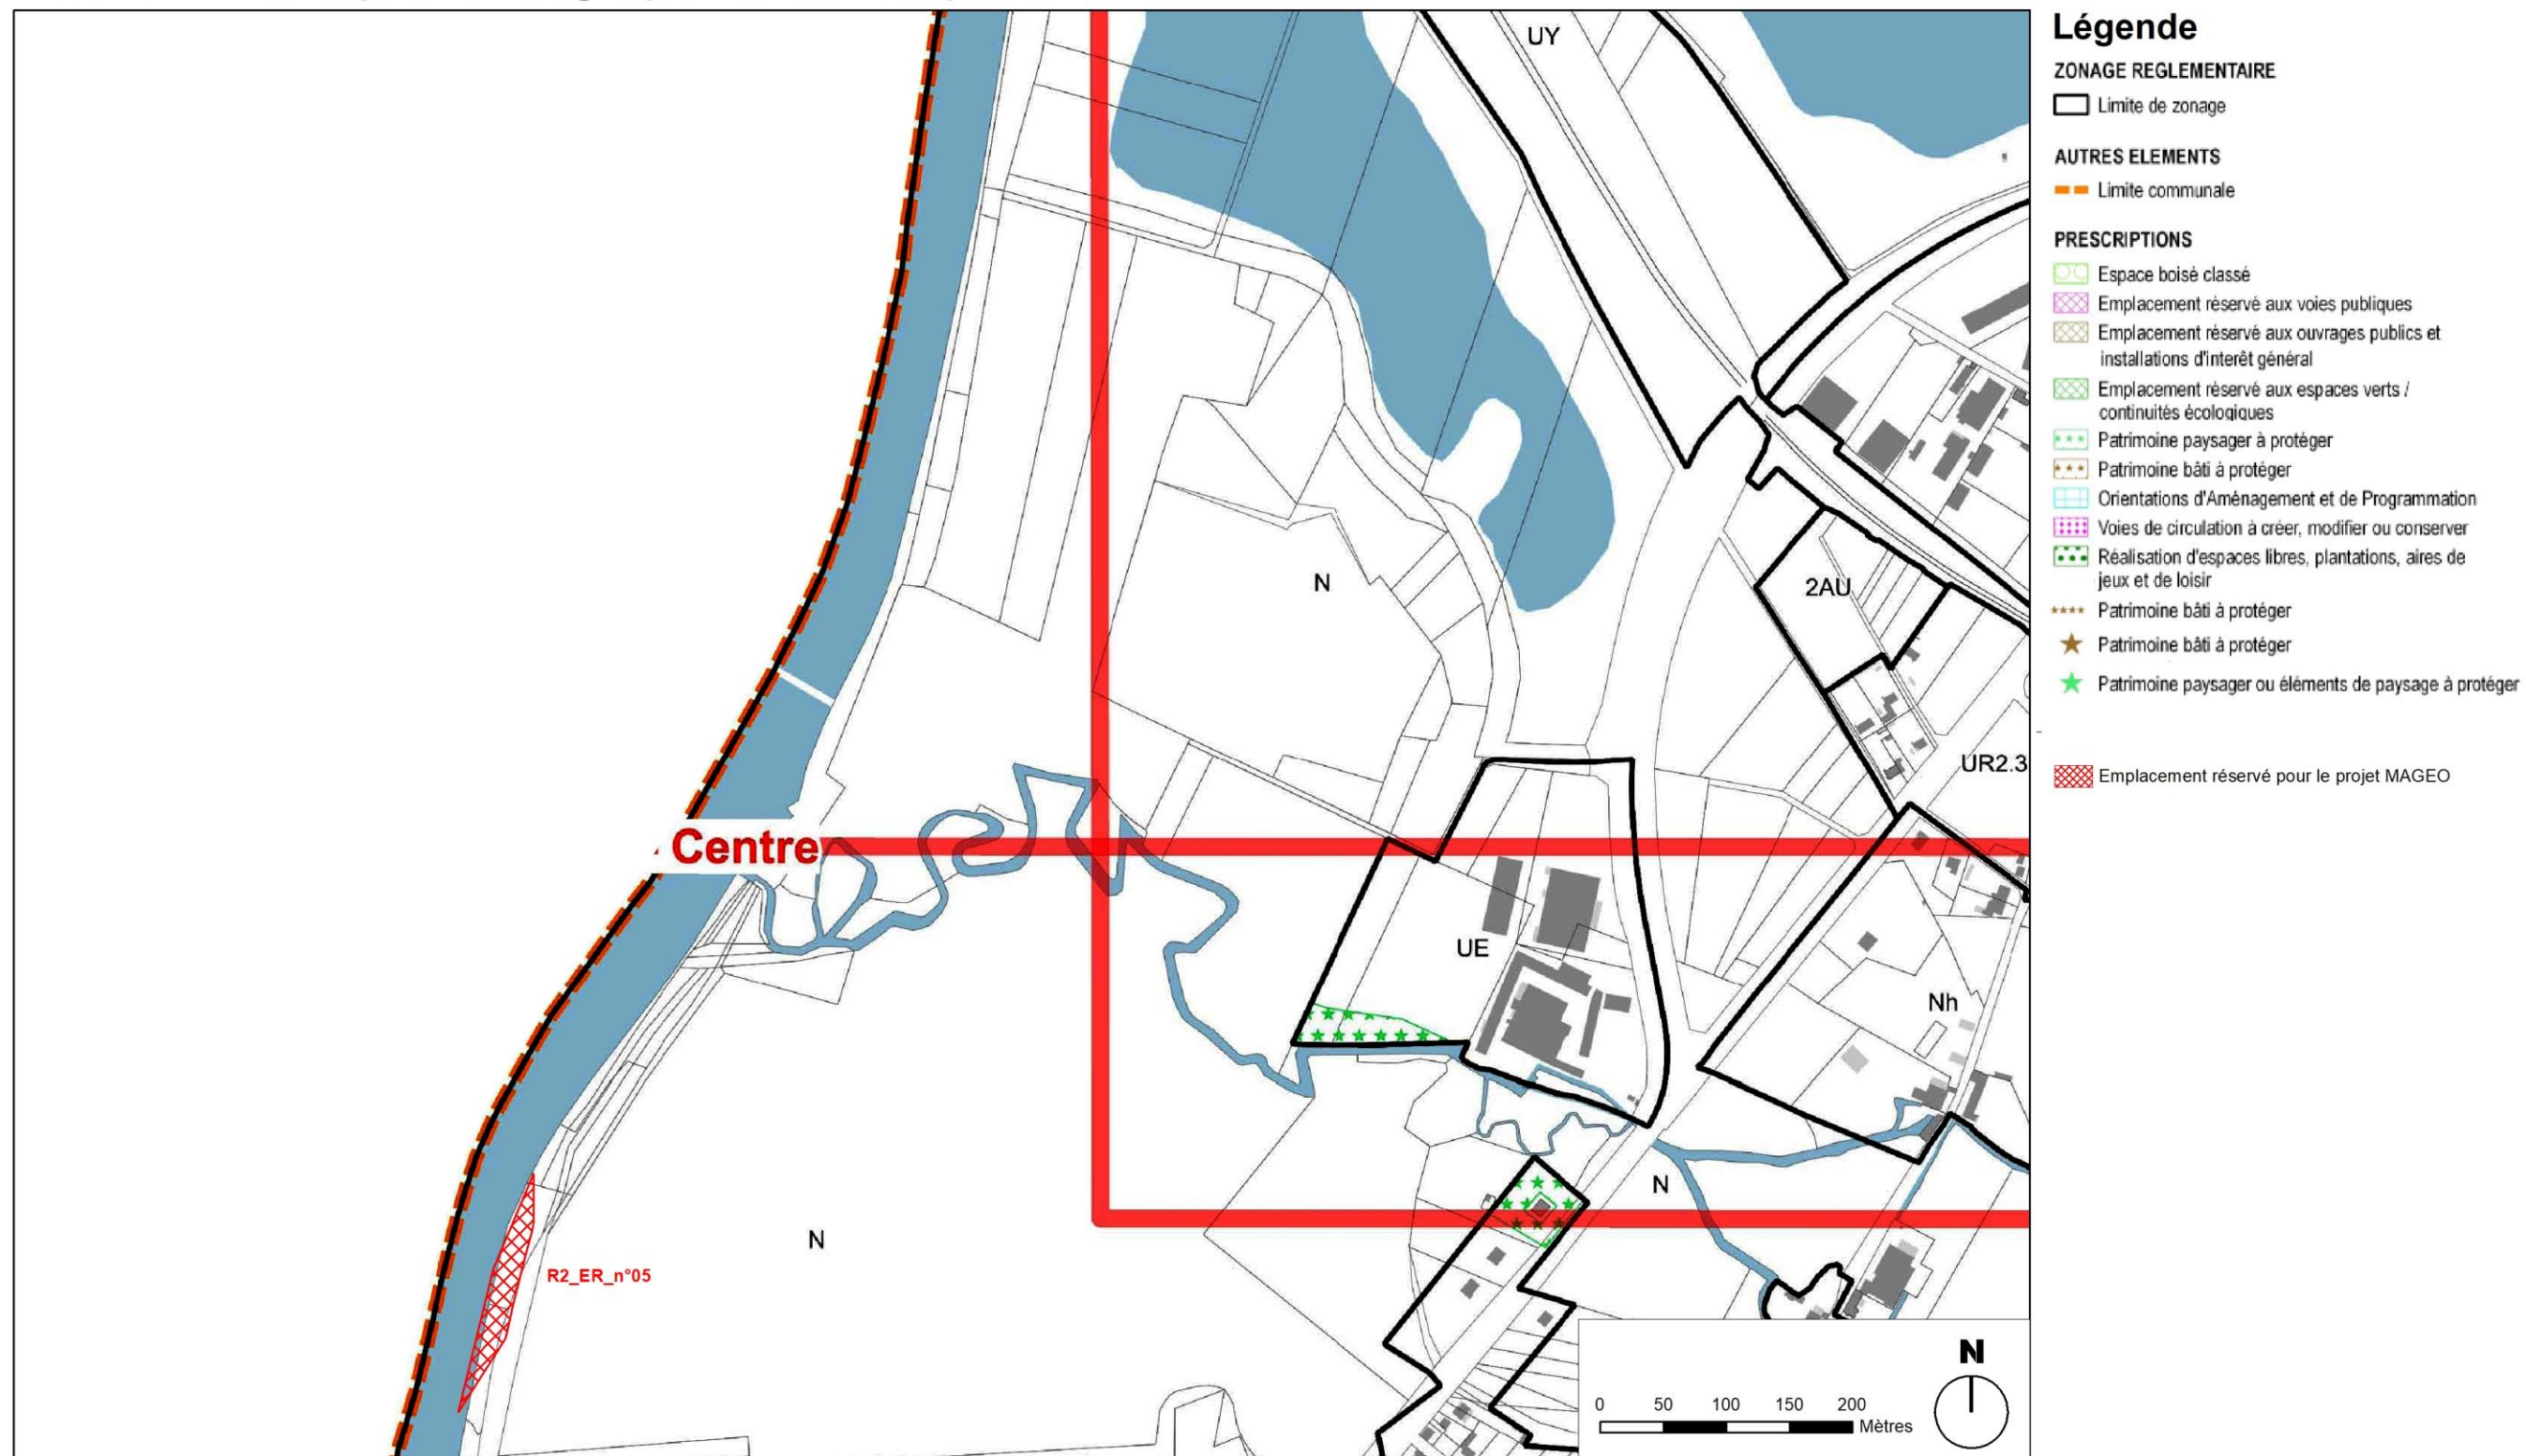 UY
N
2AU
UR2.3
Centre
UE
Nh
N
N
R2_ER_n°05
0 50 100 150 200
Mètres
N
Légende
ZONAGE REGLEMENTAIRE
Limite de zonage
AUTRES ELEMENTS
Limite communale
PRESCRIPTIONS
Espace boisé classé
Emplacement réservé aux voies publiques
Emplacement réservé aux ouvrages publics et
installations d'interêt général
Emplacement réservé aux espaces verts /
continuités écologiques
Patrimoine paysager à protéger
Patrimoine bâti à protéger
Orientations d'Aménagement et de Programmation
Voies de circulation à créer, modifier ou conserver
Réalisation d'espaces libres, plantations, aires de
jeux et de loisir
Patrimoine bâti à protéger
Patrimoine bâti à protéger
Patrimoine paysager ou éléments de paysage à protéger
Emplacement réservé pour le projet MAGEO